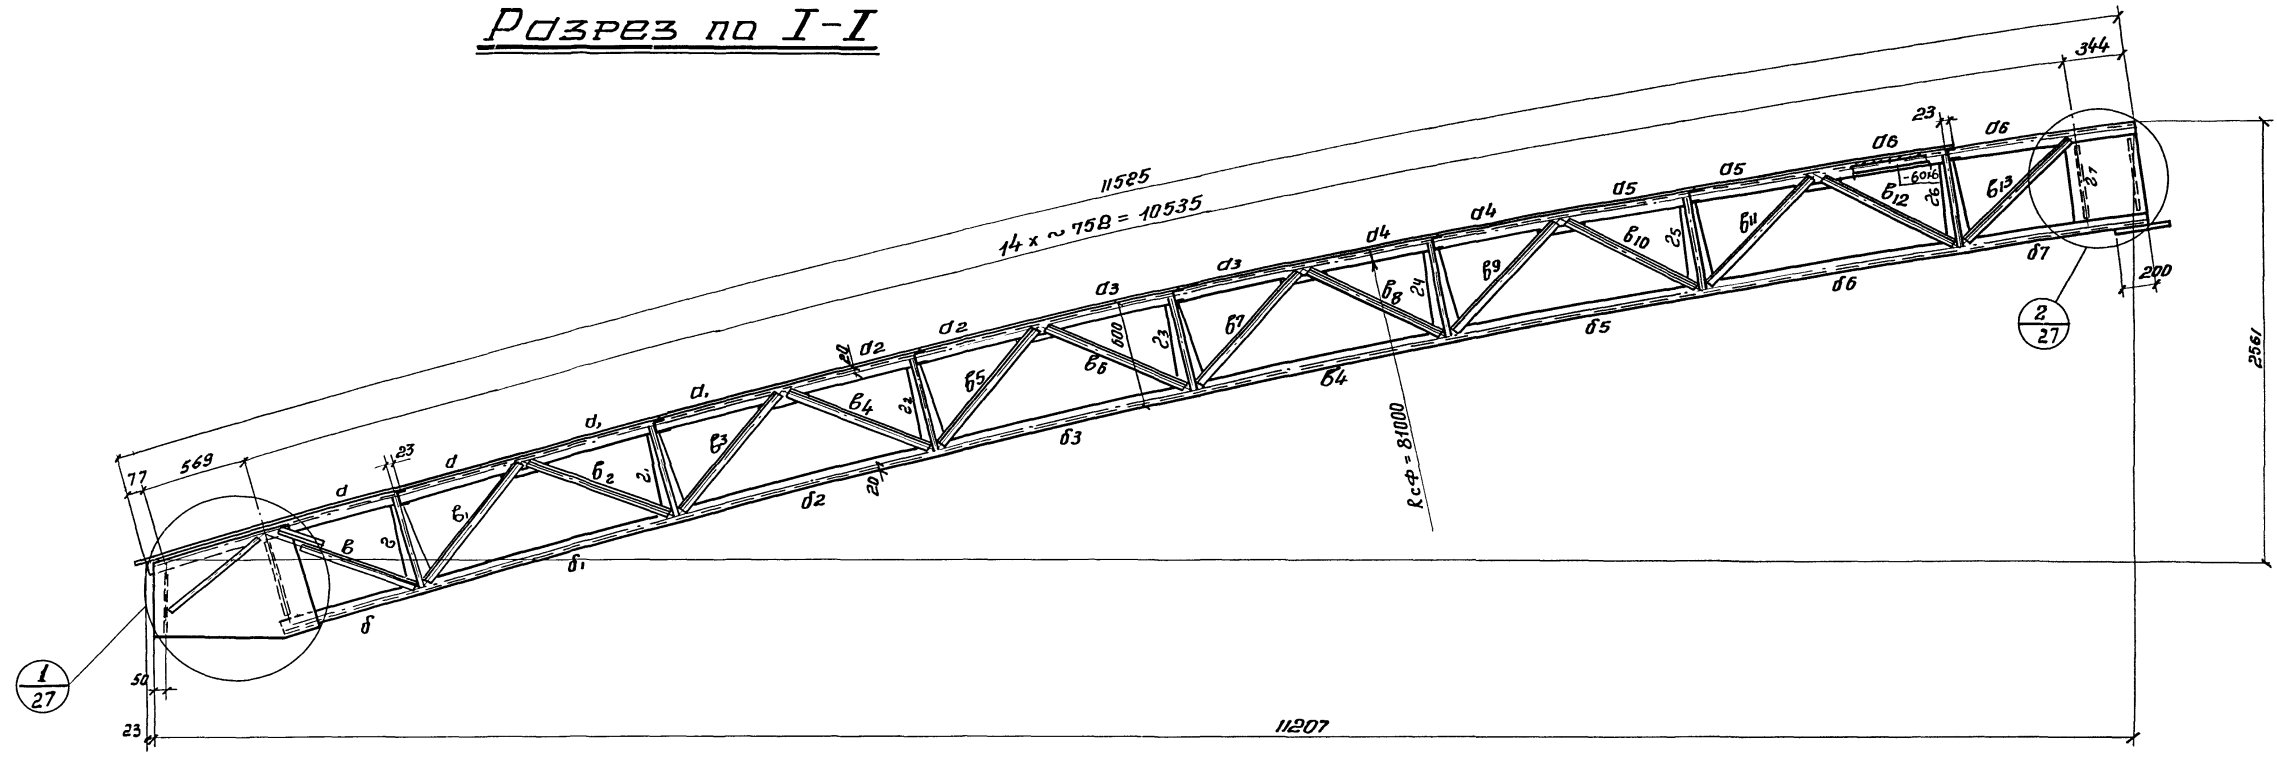 Разрез по I-I
344
11525
14 х ~ 758 = 10535
77
569
23
23
20
20
а
а
а₁
а₁
а2
а2
а3
а3
а4
а4
а5
а5
а6
а6
-60х6
в
в₁
в₂
в3
в4
в5
в6
в7
в8
в9
в10
в11
в12
в13
г
г₁
г2
г3
г4
г5
г6
г7
600
Rсф = 81000
б
б₁
б2
б3
б4
б5
б6
б7
200
2561
2
27
1
27
50
23
11207